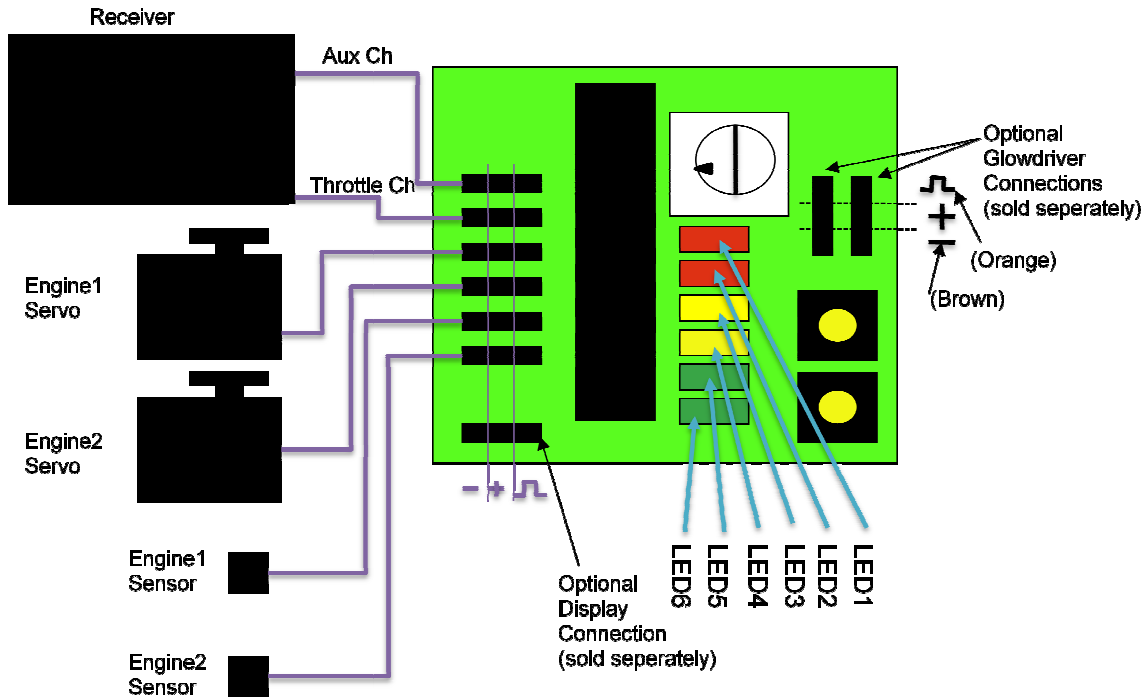 Receiver
Aux Ch
Throttle Ch
Engine1
Servo
Engine2
Servo
Engine1
Sensor
Engine2
Sensor
Optional
Glowdriver
Connections
(sold seperately)
+
(Orange)
(Brown)
- +
Optional
Display
Connection
(sold seperately)
LED6
LED5
LED4
LED3
LED2
LED1